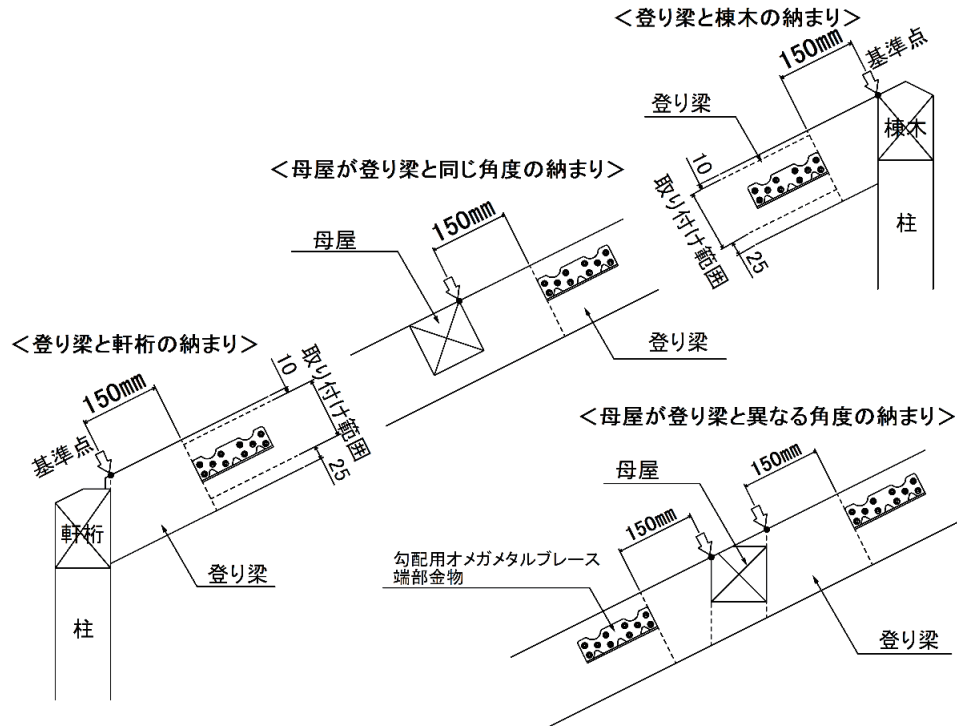 ＜登り梁と棟木の納まり＞
150mm
基準点
登り梁
棟木
10
取り付け範囲
25
柱
＜母屋が登り梁と同じ角度の納まり＞
150mm
母屋
登り梁
＜登り梁と軒桁の納まり＞
150mm
基準点
10
取り付け範囲
25
軒桁
登り梁
柱
＜母屋が登り梁と異なる角度の納まり＞
150mm
母屋
150mm
勾配用オメガメタルブレース
端部金物
登り梁